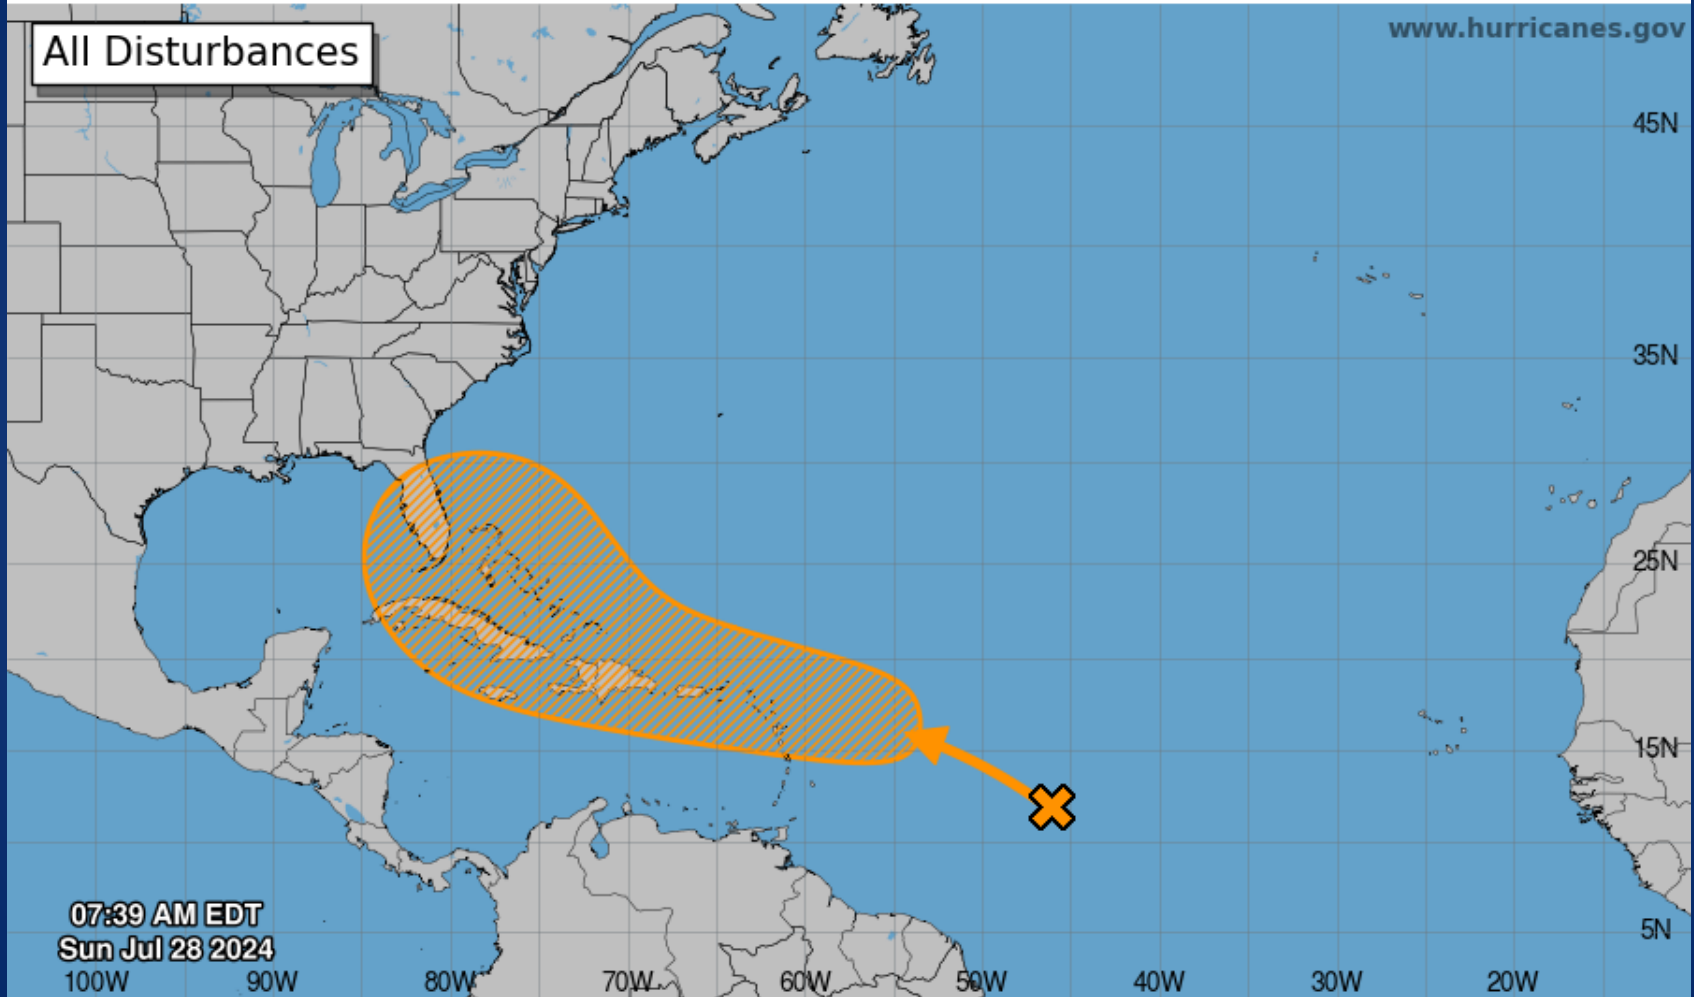 All Disturbances
www.hurricanes.gov
45N
35N
25N
15N
5N
07:39 AM EDT
Sun Jul 28 2024
100W 90W 80W 70W 60W 50W 40W 30W 20W